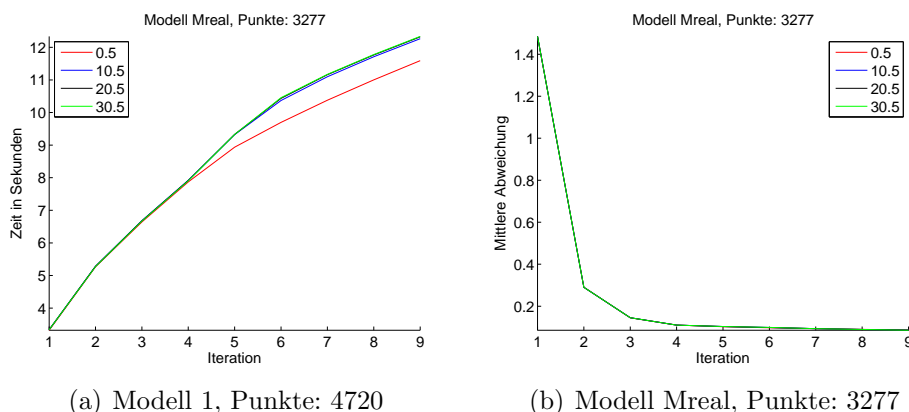 Modell Mreal, Punkte: 3277
12
11
10
9
8
7
6
5
4
Zeit in Sekunden
0.5
10.5
20.5
30.5
1 2 3 4 5 6 7 8 9
Iteration
(a) Modell 1, Punkte: 4720
Modell Mreal, Punkte: 3277
1.4
1.2
1
0.8
0.6
0.4
0.2
Mittlere Abweichung
0.5
10.5
20.5
30.5
1 2 3 4 5 6 7 8 9
Iteration
(b) Modell Mreal, Punkte: 3277